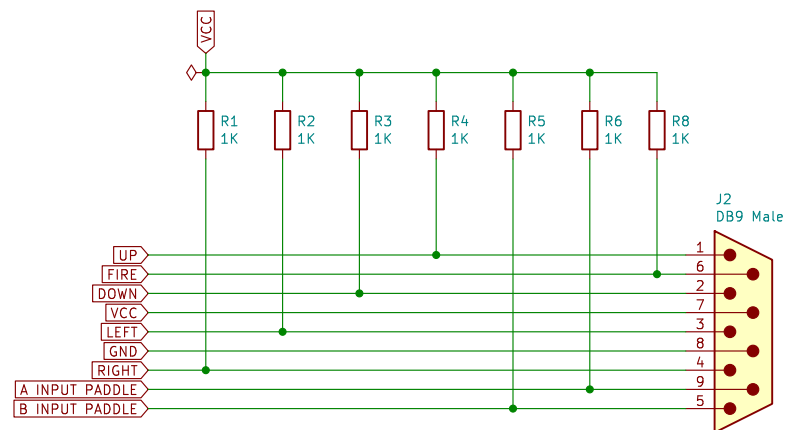 VCC
R1
1K
R2
1K
R3
1K
R4
1K
R5
1K
R6
1K
R8
1K
J2
DB9 Male
UP
1
FIRE
6
DOWN
2
VCC
7
LEFT
3
GND
8
RIGHT
4
A INPUT PADDLE
9
B INPUT PADDLE
5